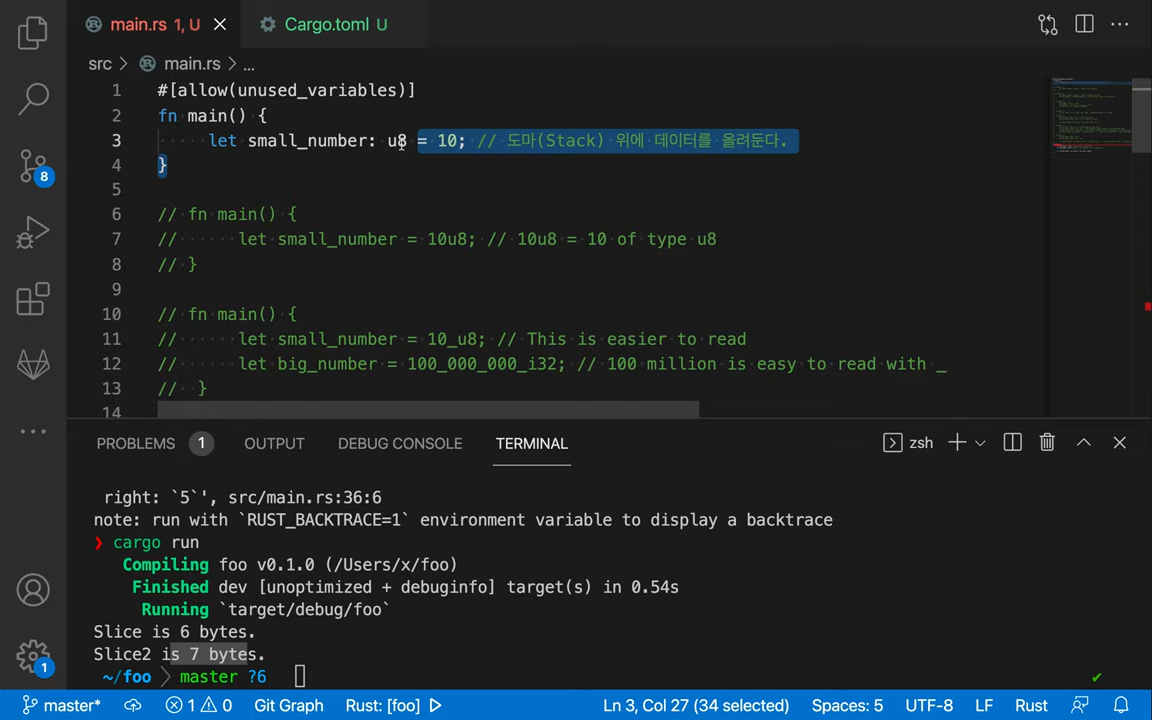 main.rs 1, U
Cargo.toml U
src > main.rs > ...
1 #[allow(unused_variables)]
2 fn main() {
3 let small_number: u8 = 10; // 도마(Stack) 위에 데이터를 올려둔다.
4 }
5
6 // fn main() {
7 // let small_number = 10u8; // 10u8 = 10 of type u8
8 // }
9
10 // fn main() {
11 // let small_number = 10_u8; // This is easier to read
12 // let big_number = 100_000_000_i32; // 100 million is easy to read with _
13 // }
14
8
PROBLEMS 1 OUTPUT DEBUG CONSOLE TERMINAL zsh
right: `5`', src/main.rs:36:6
note: run with `RUST_BACKTRACE=1` environment variable to display a backtrace
❯ cargo run
Compiling foo v0.1.0 (/Users/x/foo)
Finished dev [unoptimized + debuginfo] target(s) in 0.54s
Running `target/debug/foo`
Slice is 6 bytes.
Slice2 is 7 bytes.
~/foo > master ?6 ✔
1
master* 1 0 Git Graph Rust: [foo] Ln 3, Col 27 (34 selected) Spaces: 5 UTF-8 LF Rust